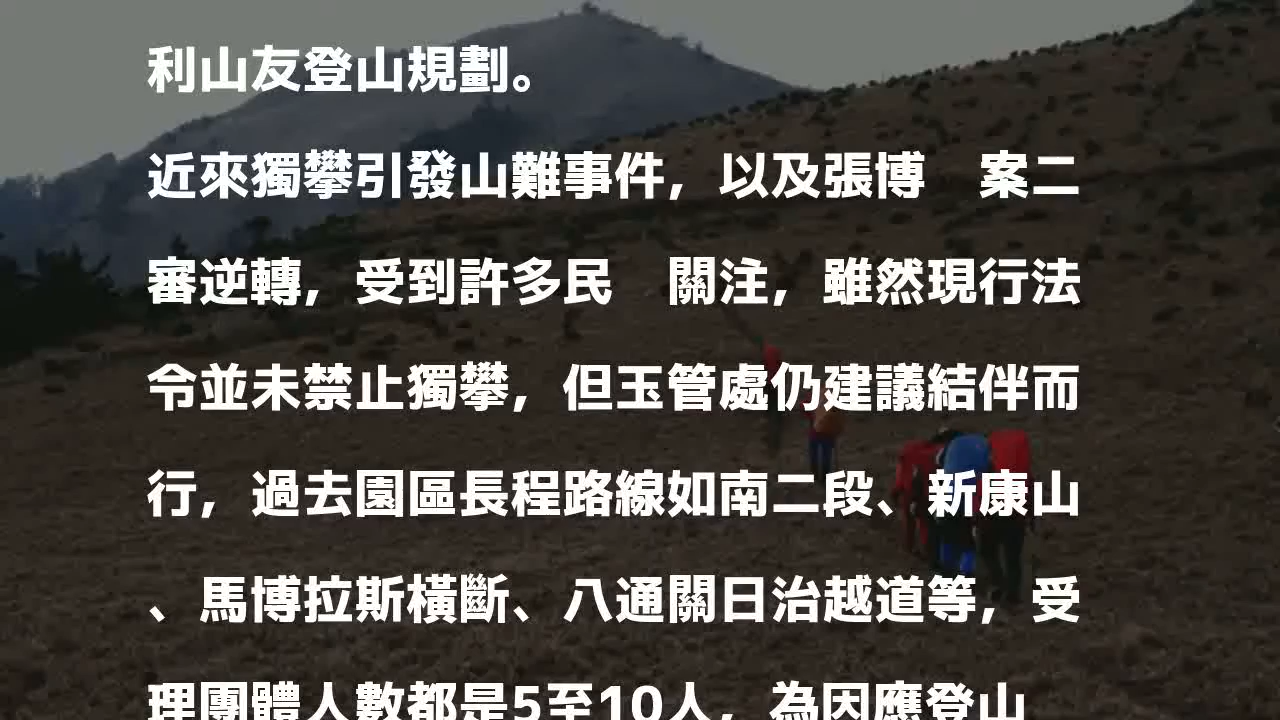 利山友登山規劃。
近來獨攀引發山難事件，以及張博　案二
審逆轉，受到許多民　關注，雖然現行法
令並未禁止獨攀，但玉管處仍建議結伴而
行，過去園區長程路線如南二段、新康山
、馬博拉斯橫斷、八通關日治越道等，受
理團體人數都是5至10人，為因應登山